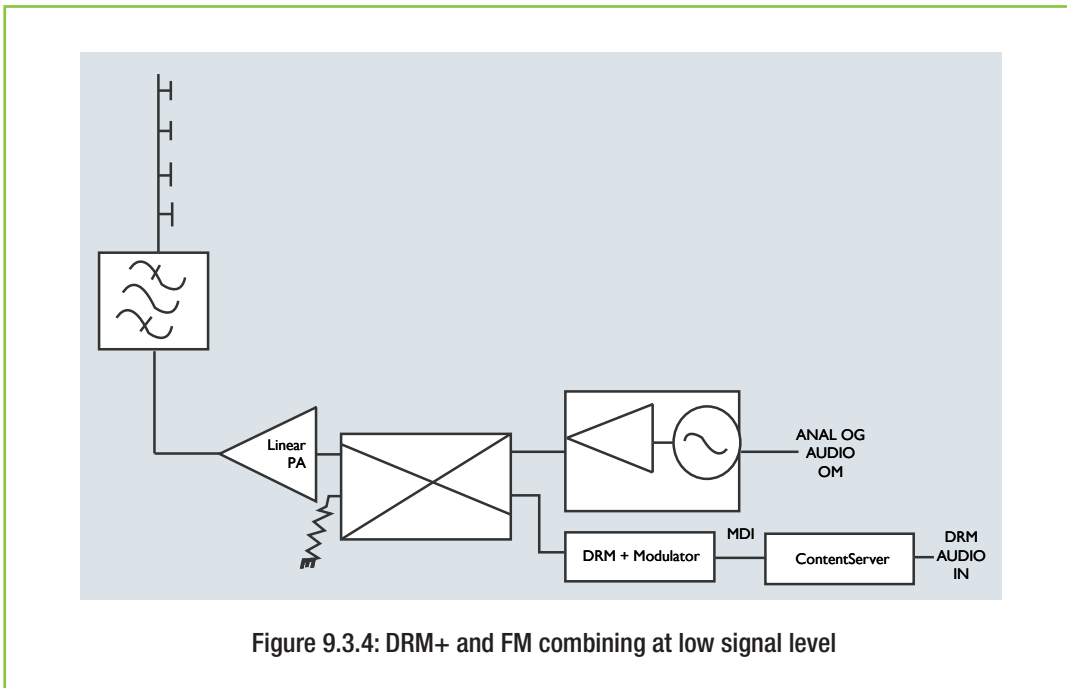 Linear
PA
ANAL OG
AUDIO
OM
MDI
DRM + Modulator
ContentServer
DRM
AUDIO
IN
Figure 9.3.4: DRM+ and FM combining at low signal level